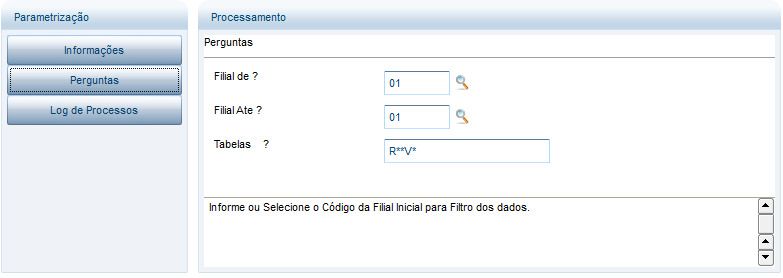 Parametrização
Informações
Perguntas
Log de Processos
Processamento
Perguntas
Filial de ?
01
Filial Ate ?
01
Tabelas ?
R**V*
Informe ou Selecione o Código da Filial Inicial para Filtro dos dados.